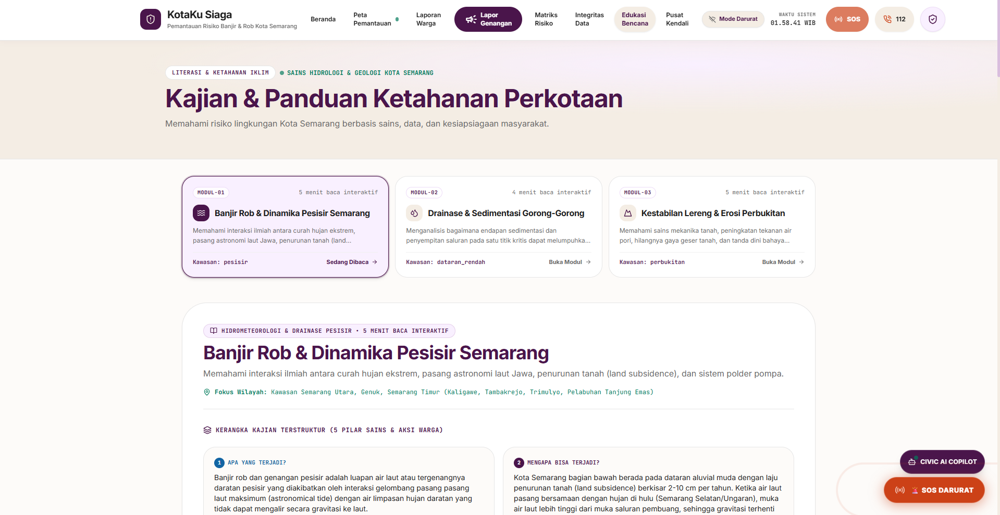 KotaKu Siaga
Pemantauan Risiko Banjir & Rob Kota Semarang
Beranda
Peta
Pemantauan
Laporan
Warga
Lapor
Genangan
Matriks
Risiko
Integritas
Data
Edukasi
Bencana
Pusat
Kendali
Mode Darurat
WAKTU SISTEM
01.58.41 WIB
SOS
112
LITERASI & KETAHANAN IKLIM
SAINS HIDROLOGI & GEOLOGI KOTA SEMARANG
Kajian & Panduan Ketahanan Perkotaan
Memahami risiko lingkungan Kota Semarang berbasis sains, data, dan kesiapsiagaan masyarakat.
MODUL-01
5 menit baca interaktif
Banjir Rob & Dinamika Pesisir Semarang
Memahami interaksi ilmiah antara curah hujan ekstrem,
pasang astronomi laut Jawa, penurunan tanah (land...
Kawasan: pesisir
Sedang Dibaca →
MODUL-02
4 menit baca interaktif
Drainase & Sedimentasi Gorong-Gorong
Menganalisis bagaimana endapan sedimentasi dan
penyempitan saluran pada satu titik kritis dapat melumpuhka...
Kawasan: dataran_rendah
Buka Modul →
MODUL-03
5 menit baca interaktif
Kestabilan Lereng & Erosi Perbukitan
Memahami sains mekanika tanah, peningkatan tekanan air
pori, hilangnya gaya geser tanah, dan tanda dini bahaya...
Kawasan: perbukitan
Buka Modul →
HIDROMETEOROLOGI & DRAINASE PESISIR • 5 MENIT BACA INTERAKTIF
Banjir Rob & Dinamika Pesisir Semarang
Memahami interaksi ilmiah antara curah hujan ekstrem, pasang astronomi laut Jawa, penurunan tanah (land subsidence), dan sistem polder pompa.
Fokus Wilayah: Kawasan Semarang Utara, Genuk, Semarang Timur (Kaligawe, Tambakrejo, Trimulyo, Pelabuhan Tanjung Emas)
KERANGKA KAJIAN TERSTRUKTUR (5 PILAR SAINS & AKSI WARGA)
1 APA YANG TERJADI?
Banjir rob dan genangan pesisir adalah luapan air laut atau tergenangnya
daratan pesisir yang diakibatkan oleh interaksi gelombang pasang pasang
laut maksimum (astronomical tide) dengan air limpasan hujan daratan yang
tidak dapat mengalir secara gravitasi ke laut.
2 MENGAPA BISA TERJADI?
Kota Semarang bagian bawah berada pada dataran aluvial muda dengan laju
penurunan tanah (land subsidence) berkisar 2-10 cm per tahun. Ketika air laut
pasang bersamaan dengan hujan di hulu (Semarang Selatan/Ungaran), muka
air laut lebih tinggi dari muka saluran pembuang, sehingga gravitasi terhenti
CIVIC AI COPILOT
SOS DARURAT